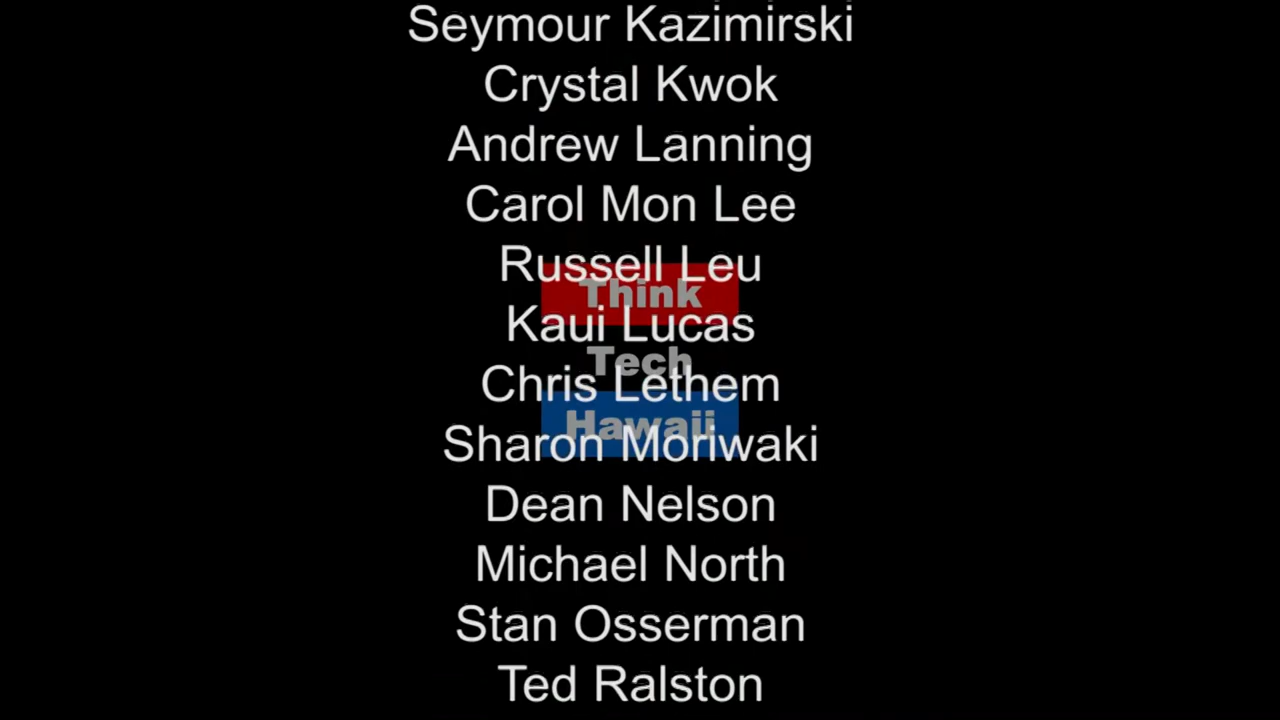 Seymour Kazimirski
Crystal Kwok
Andrew Lanning
Carol Mon Lee
Russell Leu
Think
Kaui Lucas
Tech
Chris Lethem
Hawaii
Sharon Moriwaki
Dean Nelson
Michael North
Stan Osserman
Ted Ralston